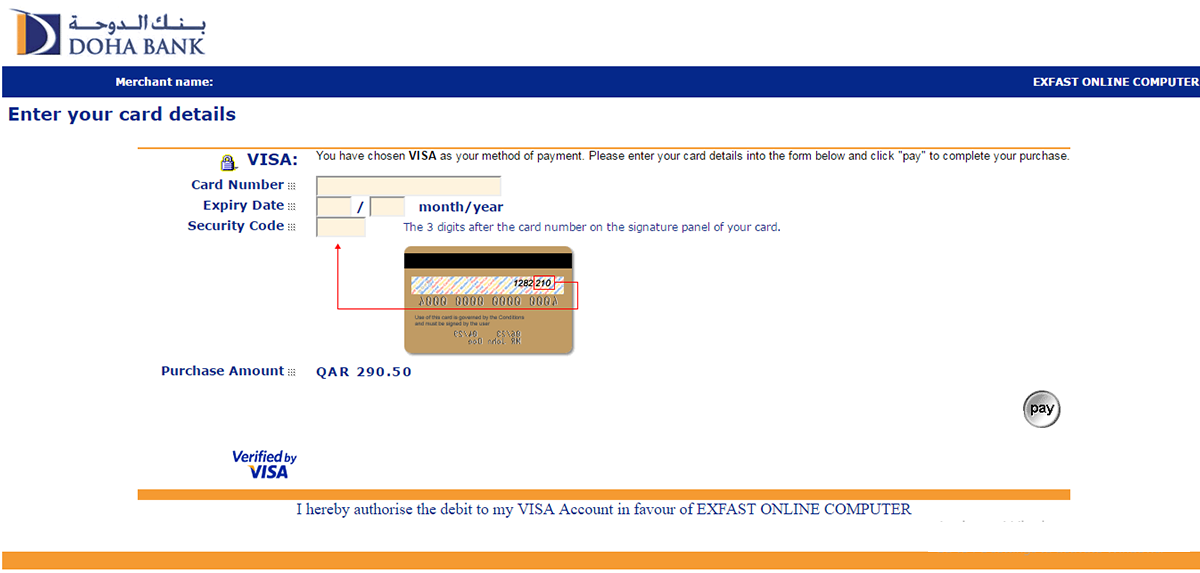 بنك الدوحة
DOHA BANK
Merchant name: EXFAST ONLINE COMPUTER
Enter your card details
VISA: You have chosen VISA as your method of payment. Please enter your card details into the form below and click "pay" to complete your purchase.
Card Number
Expiry Date / month/year
Security Code The 3 digits after the card number on the signature panel of your card.
1282 210
4000 0000 0000 0004
Use of this card is governed by the Conditions
and must be signed by the user
MR John Doe
Purchase Amount QAR 290.50
pay
Verified by
VISA
I hereby authorise the debit to my VISA Account in favour of EXFAST ONLINE COMPUTER